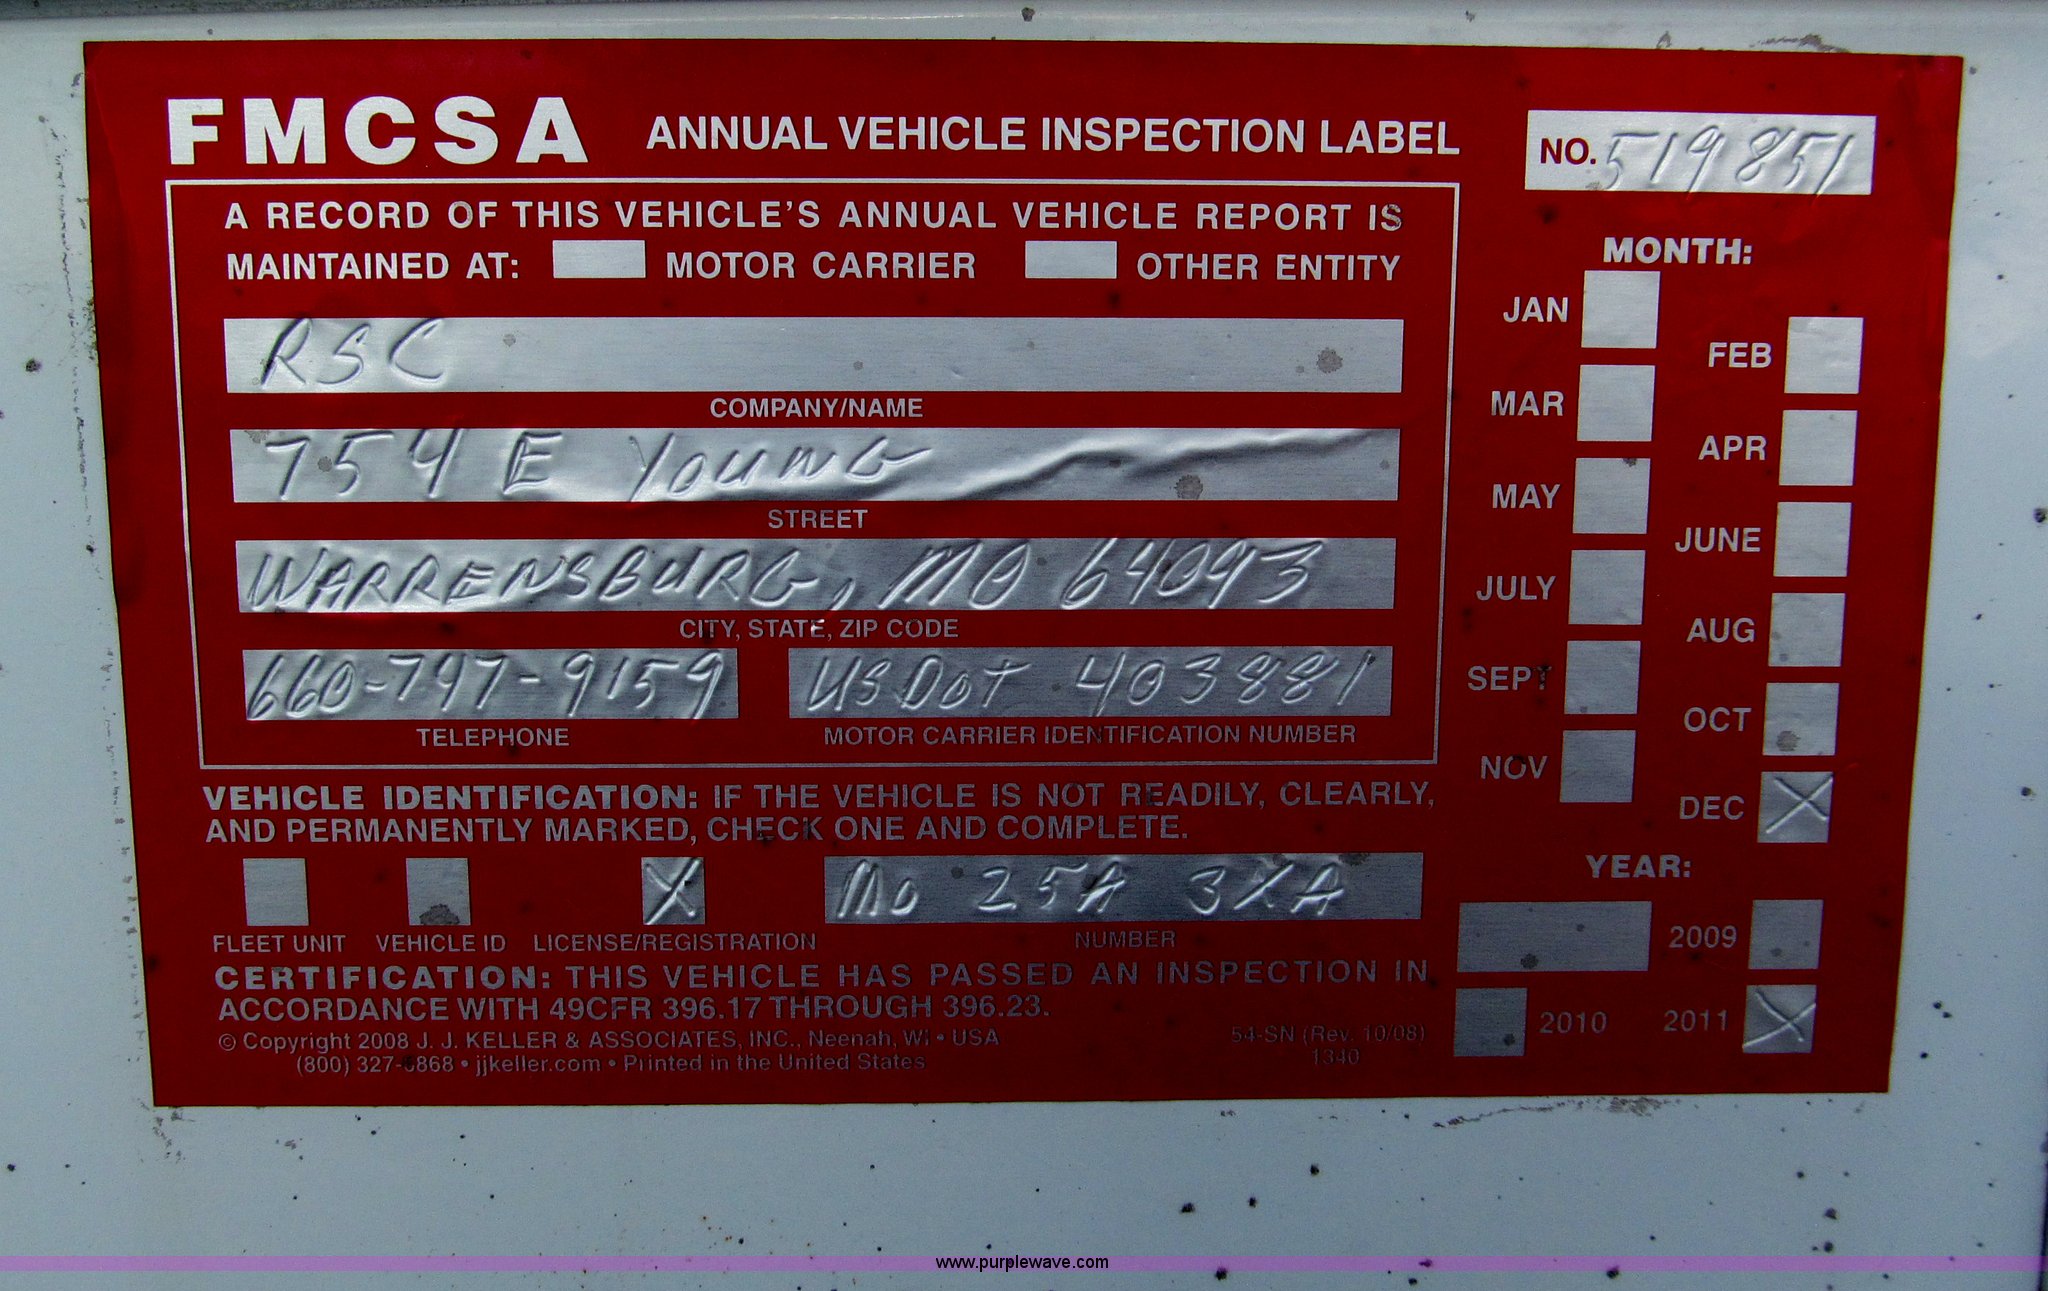 FMCSA ANNUAL VEHICLE INSPECTION LABEL
NO. 519851
A RECORD OF THIS VEHICLE'S ANNUAL VEHICLE REPORT IS
MAINTAINED AT: MOTOR CARRIER OTHER ENTITY
RSC
COMPANY/NAME
754 E YOUNG
STREET
WARRENSBURG, MO 64093
CITY, STATE, ZIP CODE
660-747-9159 USDOT 403881
TELEPHONE MOTOR CARRIER IDENTIFICATION NUMBER
VEHICLE IDENTIFICATION: IF THE VEHICLE IS NOT READILY, CLEARLY,
AND PERMANENTLY MARKED, CHECK ONE AND COMPLETE.
X Mo 25A 3XA
FLEET UNIT VEHICLE ID LICENSE/REGISTRATION NUMBER
CERTIFICATION: THIS VEHICLE HAS PASSED AN INSPECTION IN
ACCORDANCE WITH 49CFR 396.17 THROUGH 396.23.
© Copyright 2008 J. J. KELLER & ASSOCIATES, INC., Neenah, WI • USA
(800) 327-6868 • jjkeller.com • Printed in the United States
54-SN (Rev. 10/08)
1340
MONTH:
JAN
FEB
MAR
APR
MAY
JUNE
JULY
AUG
SEPT
OCT
NOV
DEC X
YEAR:
2009
2010 2011 X
www.purplewave.com